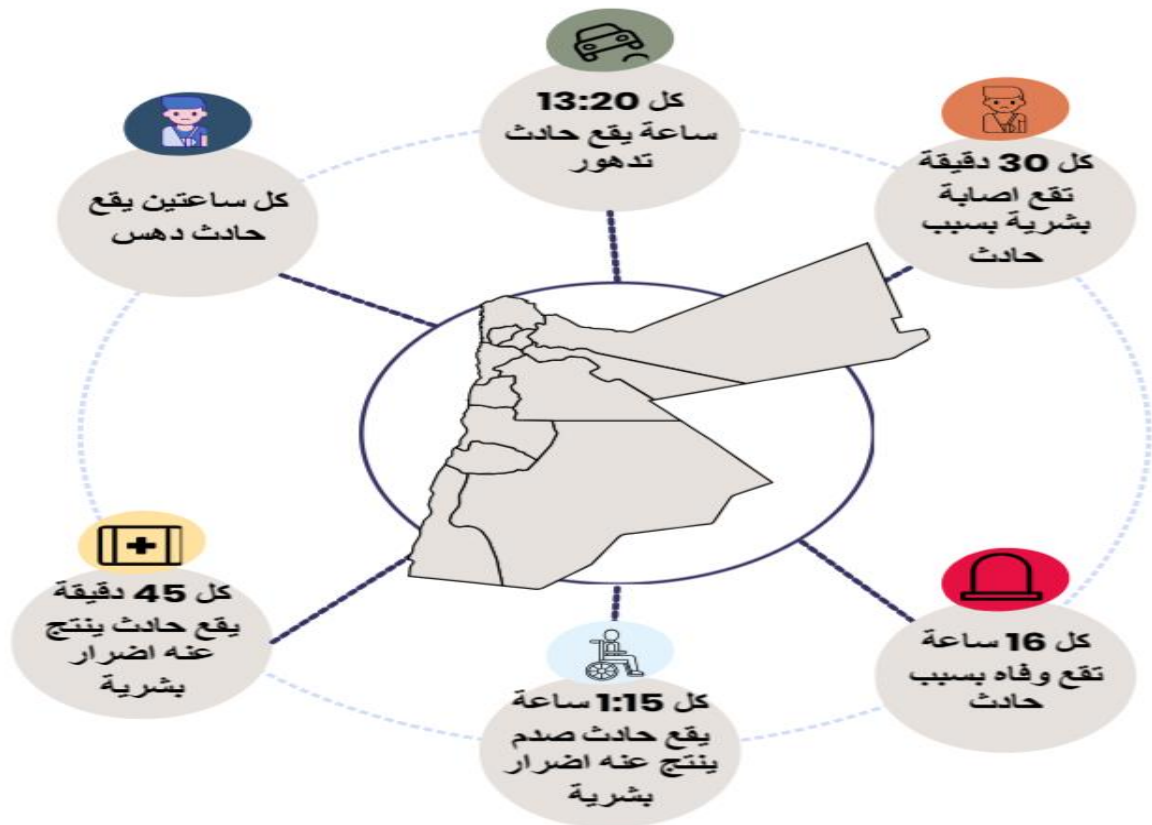 كل 13:20
ساعة يقع حادث
تدهور
كل 30 دقيقة
تقع اصابة
بشرية بسبب
حادث
كل ساعتين يقع
حادث دهس
كل 45 دقيقة
يقع حادث ينتج
عنه اضرار
بشرية
كل 1:15 ساعة
يقع حادث صدم
ينتج عنه اضرار
بشرية
كل 16 ساعة
تقع وفاه بسبب
حادث